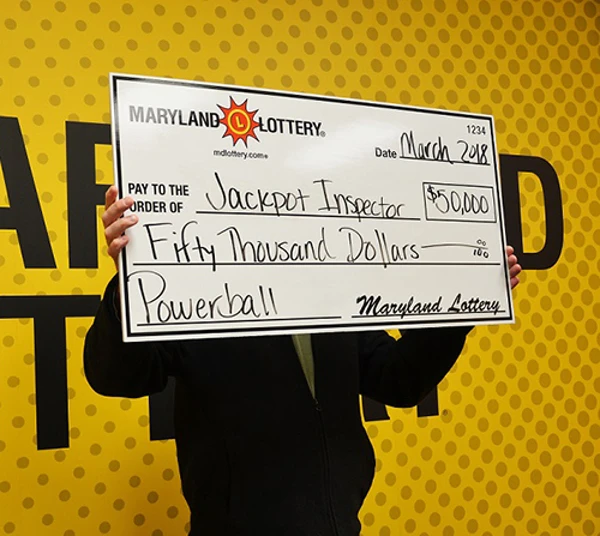 MARYLAND L LOTTERY®
mdlottery.com®
1234
Date March, 2018
PAY TO THE
ORDER OF Jackpot Inspector $50,000
Fifty Thousand Dollars 00/100
Powerball Maryland Lottery